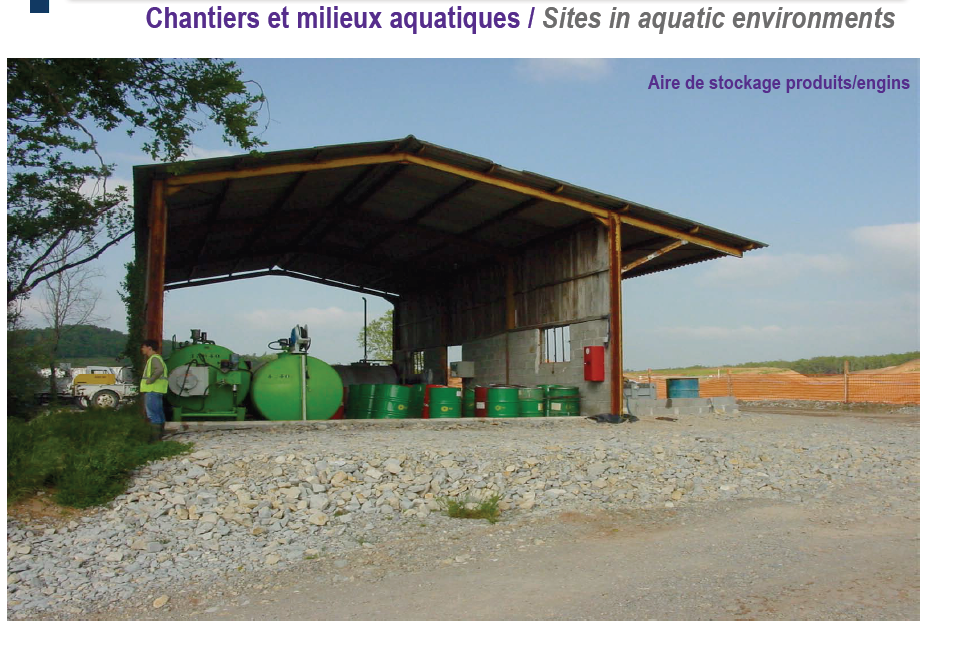 Chantiers et milieux aquatiques / Sites in aquatic environments
Aire de stockage produits/engins